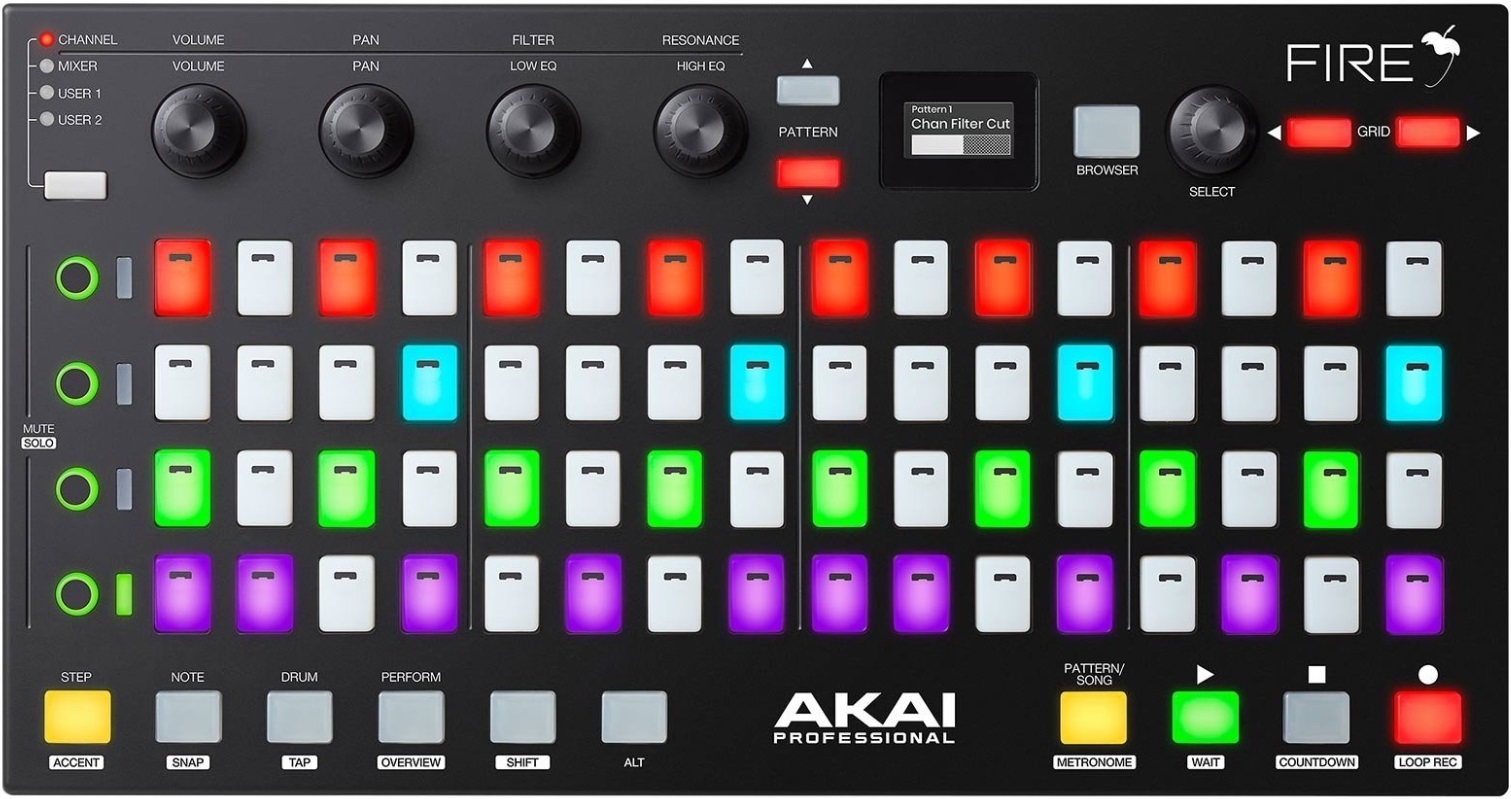 CHANNEL VOLUME PAN FILTER RESONANCE
MIXER VOLUME PAN LOW EQ HIGH EQ
USER 1
USER 2
PATTERN
Pattern 1
Chan Filter Cut
BROWSER
SELECT
FIRE
GRID
MUTE
SOLO
STEP NOTE DRUM PERFORM
ACCENT SNAP TAP OVERVIEW SHIFT ALT
AKAI
PROFESSIONAL
PATTERN/
SONG
METRONOME WAIT COUNTDOWN LOOP REC